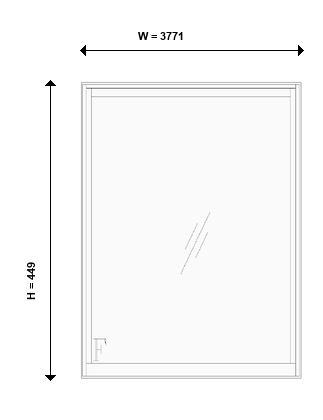 W = 3771
H = 449
F